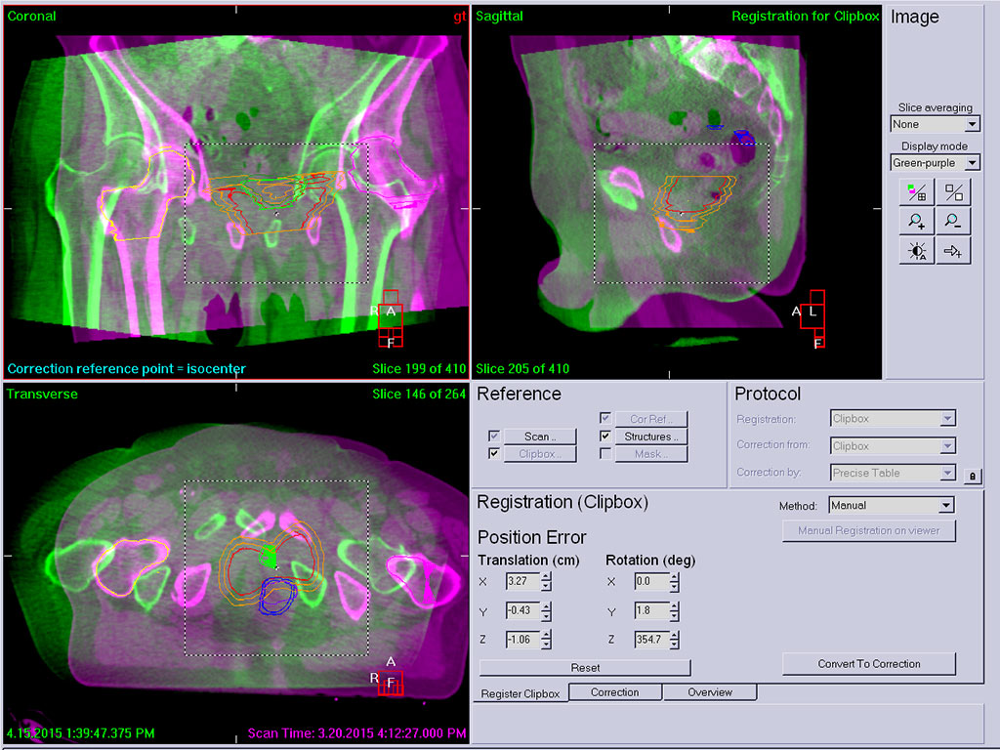 Coronal
gt
R A
F
Correction reference point = isocenter
Slice 199 of 410
Sagittal
Registration for Clipbox
A L
F
Slice 205 of 410
Image
Slice averaging
None
Display mode
Green-purple
A
Transverse
Slice 146 of 264
A
R F
4.15.2015 1:39:47.375 PM
Scan Time: 3.20.2015 4:12:27.000 PM
Reference
Cor Ref ..
Scan ..
Structures ..
Clipbox ..
Mask ..
Protocol
Registration:
Clipbox
Correction from:
Clipbox
Correction by:
Precise Table
Registration (Clipbox)
Method:
Manual
Manual Registration on viewer
Position Error
Translation (cm)
Rotation (deg)
X 3.27
X 0.0
Y -0.43
Y 1.8
Z -1.06
Z 354.7
Reset
Convert To Correction
Register Clipbox
Correction
Overview